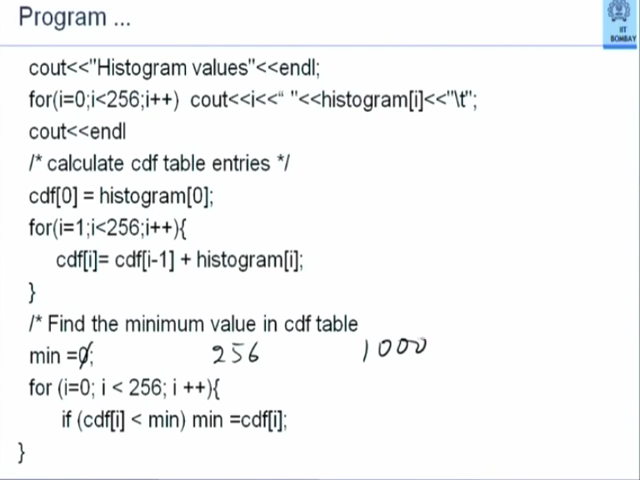 Program ...
IIT
BOMBAY
cout<<"Histogram values"<<endl;
for(i=0;i<256;i++) cout<<i<<“ "<<histogram[i]<<"\t";
cout<<endl
/* calculate cdf table entries */
cdf[0] = histogram[0];
for(i=1;i<256;i++){
cdf[i]= cdf[i-1] + histogram[i];
}
/* Find the minimum value in cdf table
min =0; 256 1000
for (i=0; i < 256; i ++){
if (cdf[i] < min) min =cdf[i];
}